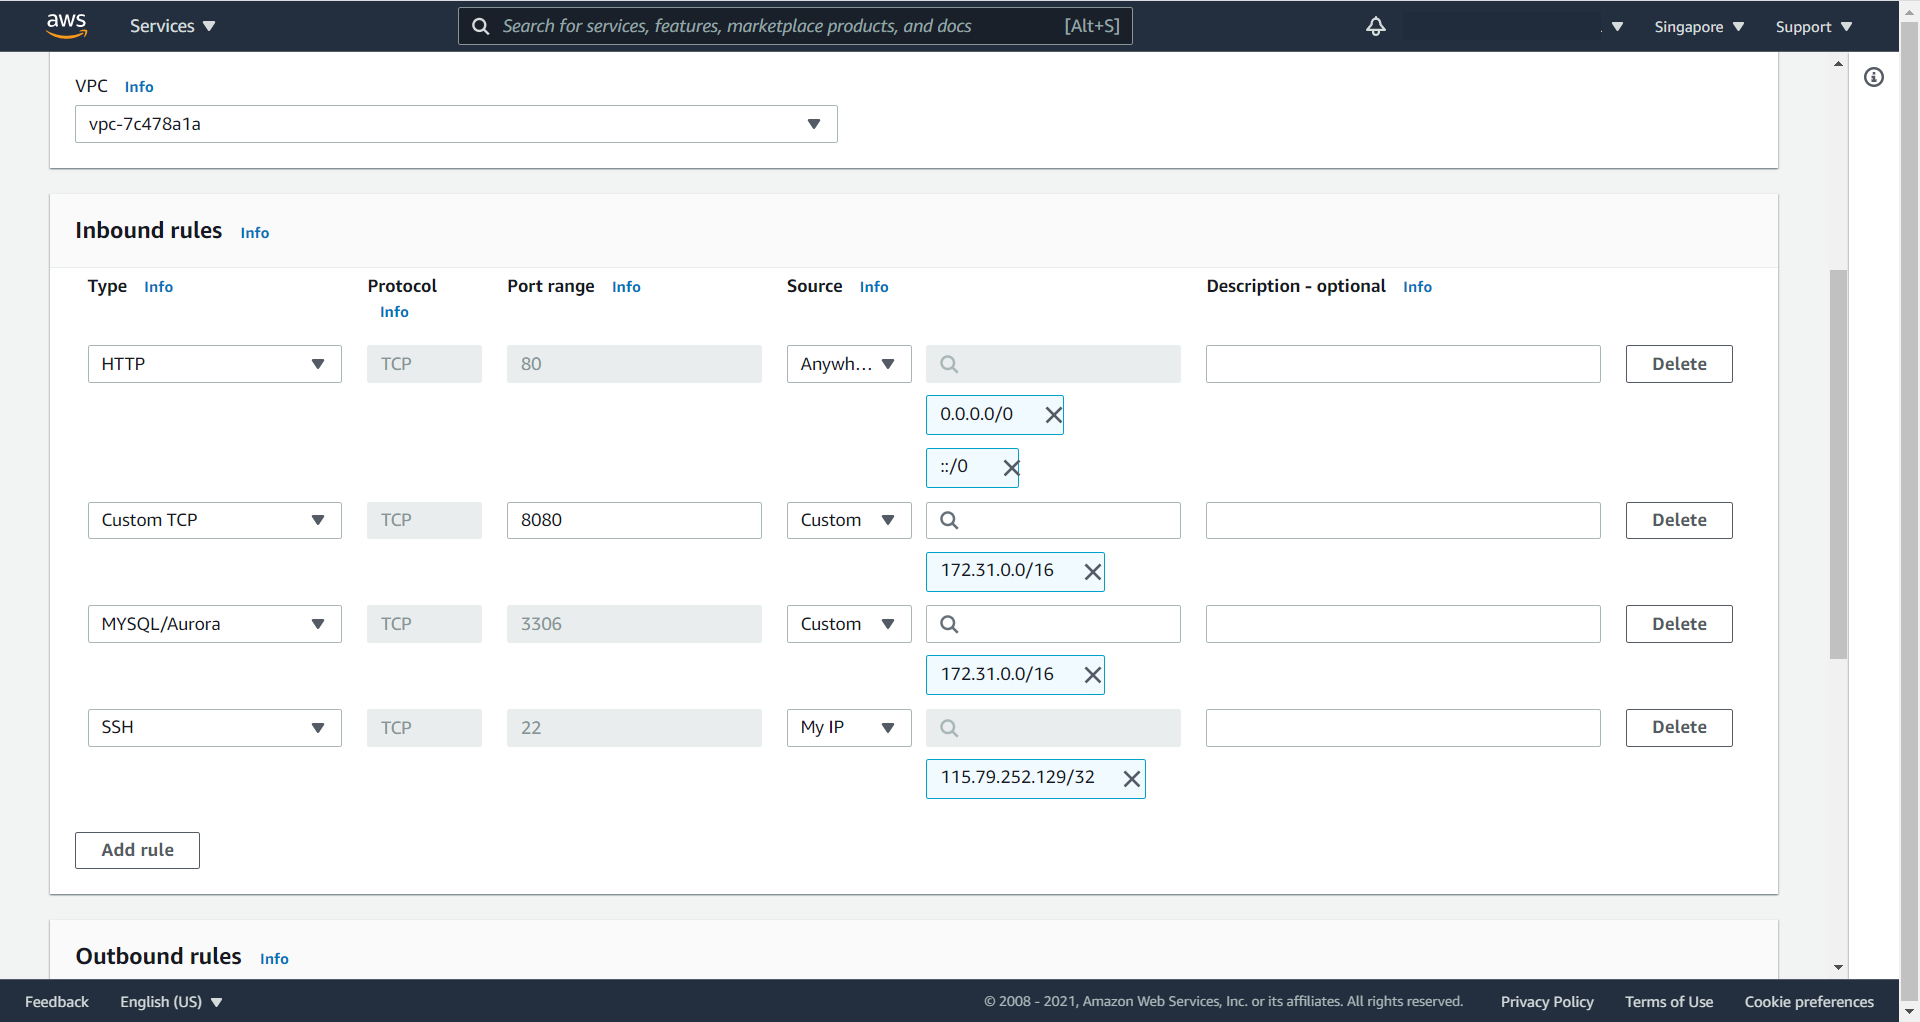 aws Services Search for services, features, marketplace products, and docs [Alt+S] Singapore Support
VPC Info
vpc-7c478a1a
Inbound rules Info
Type Info Protocol Info Port range Info Source Info Description - optional Info
HTTP TCP 80 Anywh... Delete
0.0.0.0/0
::/0
Custom TCP TCP 8080 Custom Delete
172.31.0.0/16
MYSQL/Aurora TCP 3306 Custom Delete
172.31.0.0/16
SSH TCP 22 My IP Delete
115.79.252.129/32
Add rule
Outbound rules Info
Feedback English (US) © 2008 - 2021, Amazon Web Services, Inc. or its affiliates. All rights reserved. Privacy Policy Terms of Use Cookie preferences